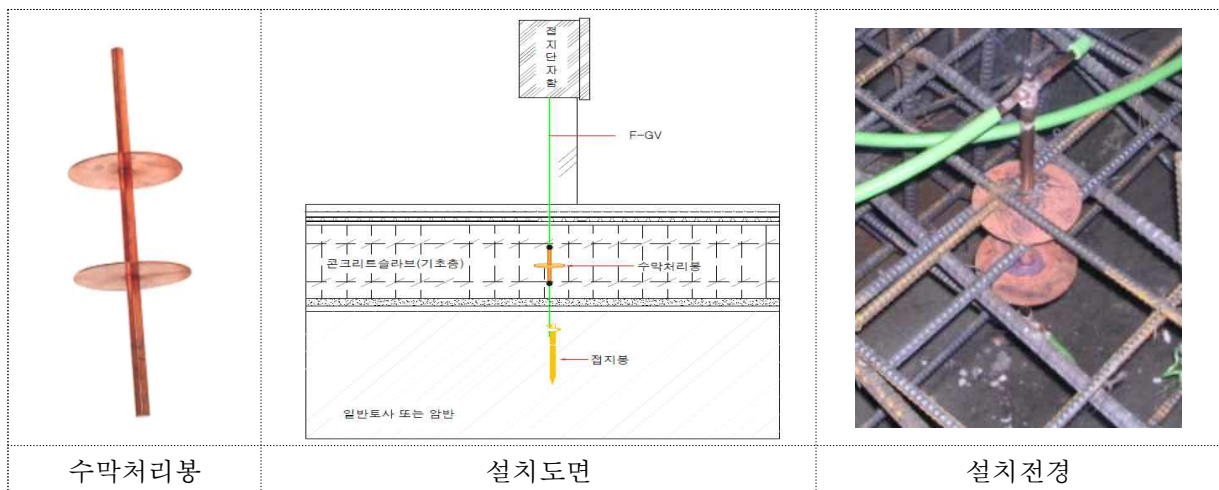 접
지
단
자
함
F-GV
콘크리트슬라브(기초층)
수막처리봉
접지봉
일반토사 또는 암반
수막처리봉
설치도면
설치전경